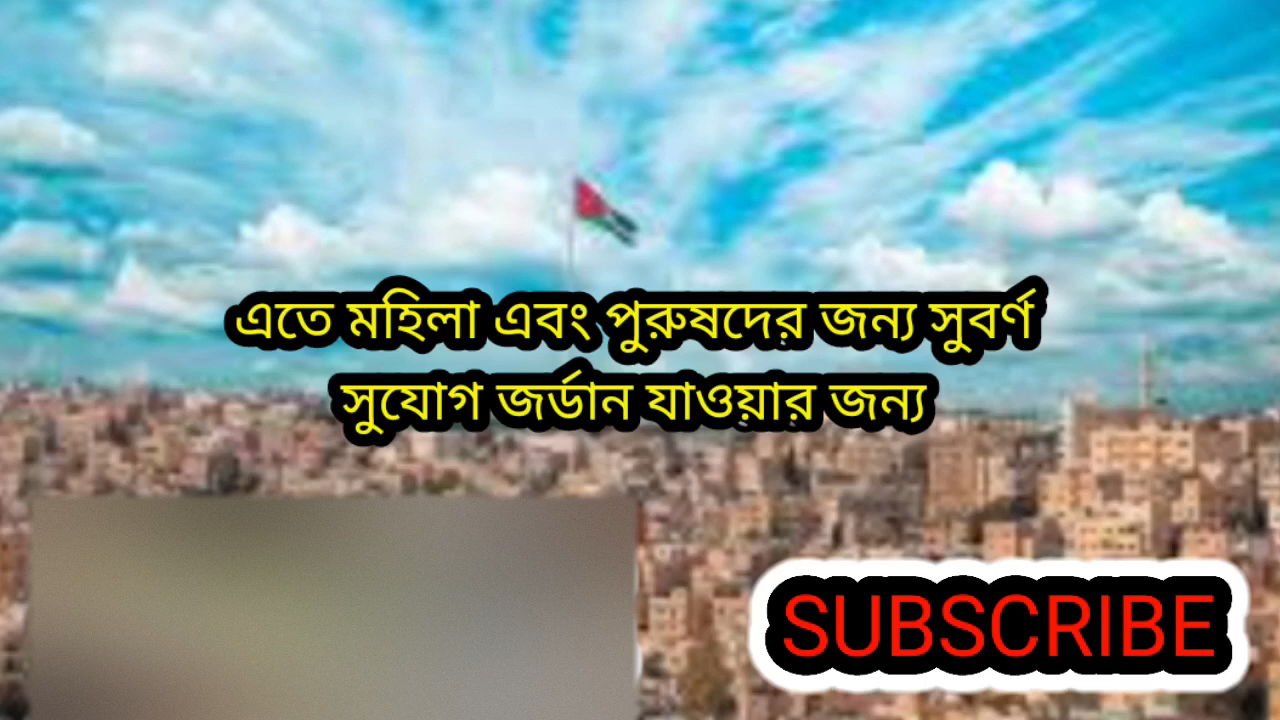 এতে মহিলা এবং পুরুষদের জন্য সুবর্ণ
সুযোগ জর্ডান যাওয়ার জন্য
SUBSCRIBE